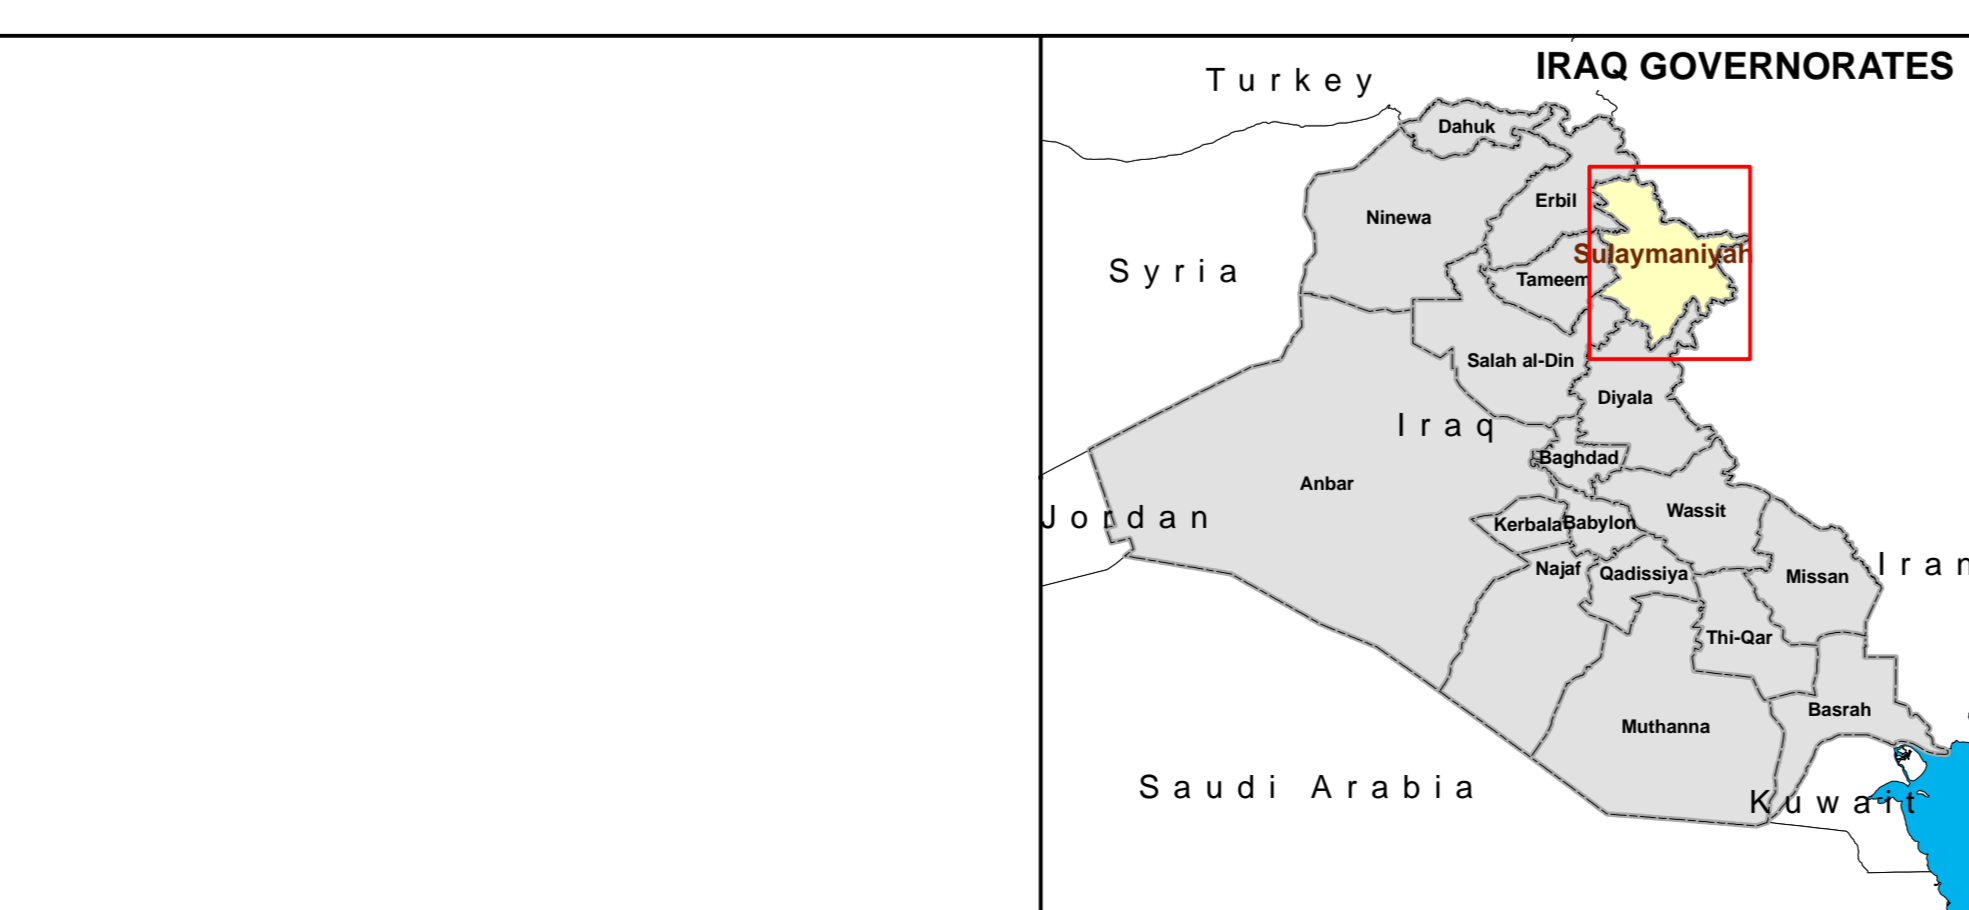 IRAQ GOVERNORATES
Turkey
Dahuk
Erbil
Ninewa
Sulaymaniyah
Syria
Tameem
Salah al-Din
Diyala
Iraq
Baghdad
Anbar
Wassit
Jordan
Kerbala
Babylon
Iran
Najaf
Qadissiya
Missan
Thi-Qar
Basrah
Muthanna
Saudi Arabia
Kuwait